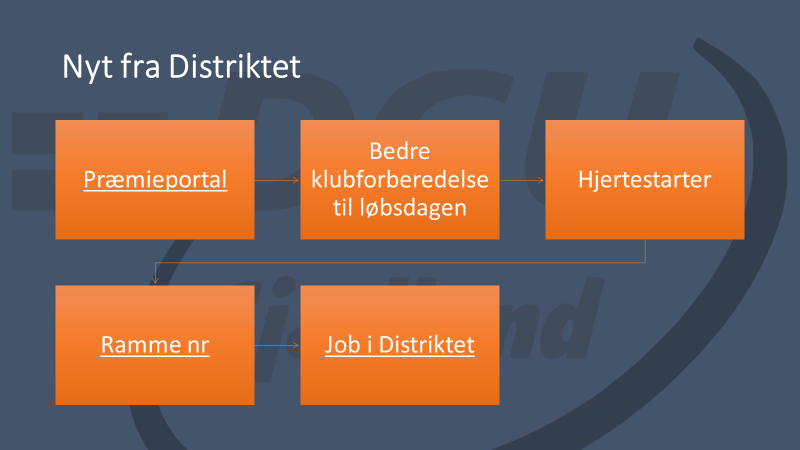 Nyt fra Distriktet
Præmieportal
Bedre
klubforberedelse
til løbsdagen
Hjertestarter
Ramme nr
Job i Distriktet